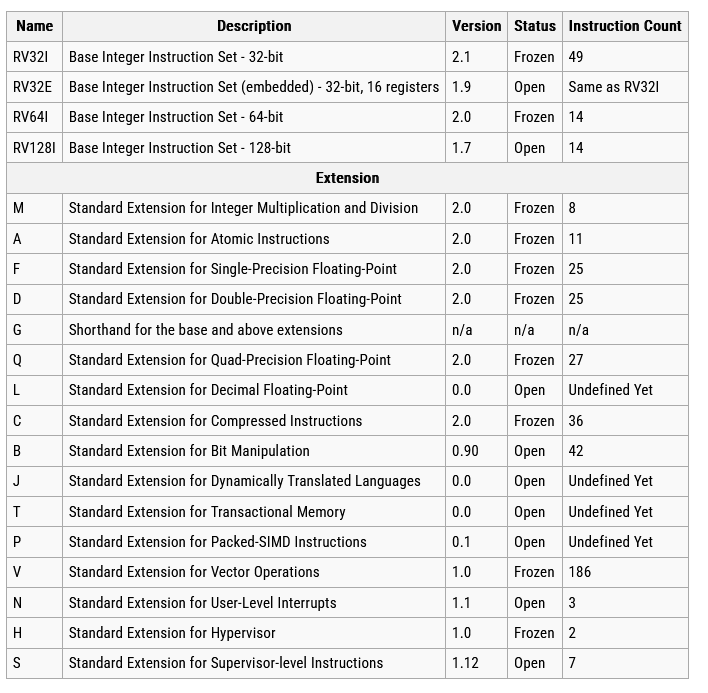 Name Description Version Status Instruction Count
RV32I Base Integer Instruction Set - 32-bit 2.1 Frozen 49
RV32E Base Integer Instruction Set (embedded) - 32-bit, 16 registers 1.9 Open Same as RV32I
RV64I Base Integer Instruction Set - 64-bit 2.0 Frozen 14
RV128I Base Integer Instruction Set - 128-bit 1.7 Open 14
Extension
M Standard Extension for Integer Multiplication and Division 2.0 Frozen 8
A Standard Extension for Atomic Instructions 2.0 Frozen 11
F Standard Extension for Single-Precision Floating-Point 2.0 Frozen 25
D Standard Extension for Double-Precision Floating-Point 2.0 Frozen 25
G Shorthand for the base and above extensions n/a n/a n/a
Q Standard Extension for Quad-Precision Floating-Point 2.0 Frozen 27
L Standard Extension for Decimal Floating-Point 0.0 Open Undefined Yet
C Standard Extension for Compressed Instructions 2.0 Frozen 36
B Standard Extension for Bit Manipulation 0.90 Open 42
J Standard Extension for Dynamically Translated Languages 0.0 Open Undefined Yet
T Standard Extension for Transactional Memory 0.0 Open Undefined Yet
P Standard Extension for Packed-SIMD Instructions 0.1 Open Undefined Yet
V Standard Extension for Vector Operations 1.0 Frozen 186
N Standard Extension for User-Level Interrupts 1.1 Open 3
H Standard Extension for Hypervisor 1.0 Frozen 2
S Standard Extension for Supervisor-level Instructions 1.12 Open 7